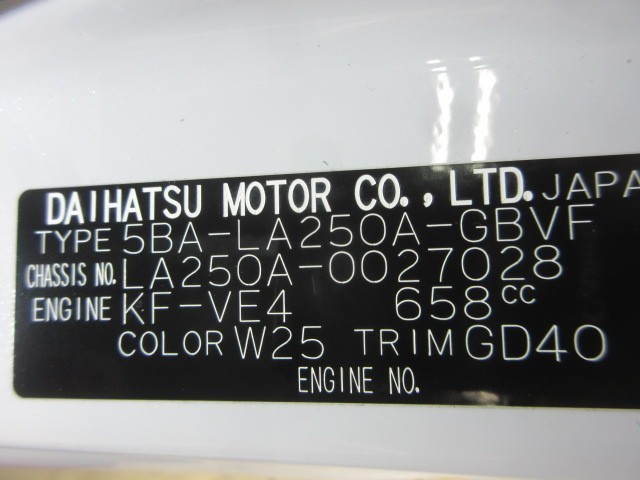 DAIHATSU MOTOR CO., LTD. JAPA
TYPE 5BA-LA250A-GBVF
CHASSIS NO. LA250A-0027028
ENGINE KF-VE4 658cc
COLOR W25 TRIM GD40
ENGINE NO.